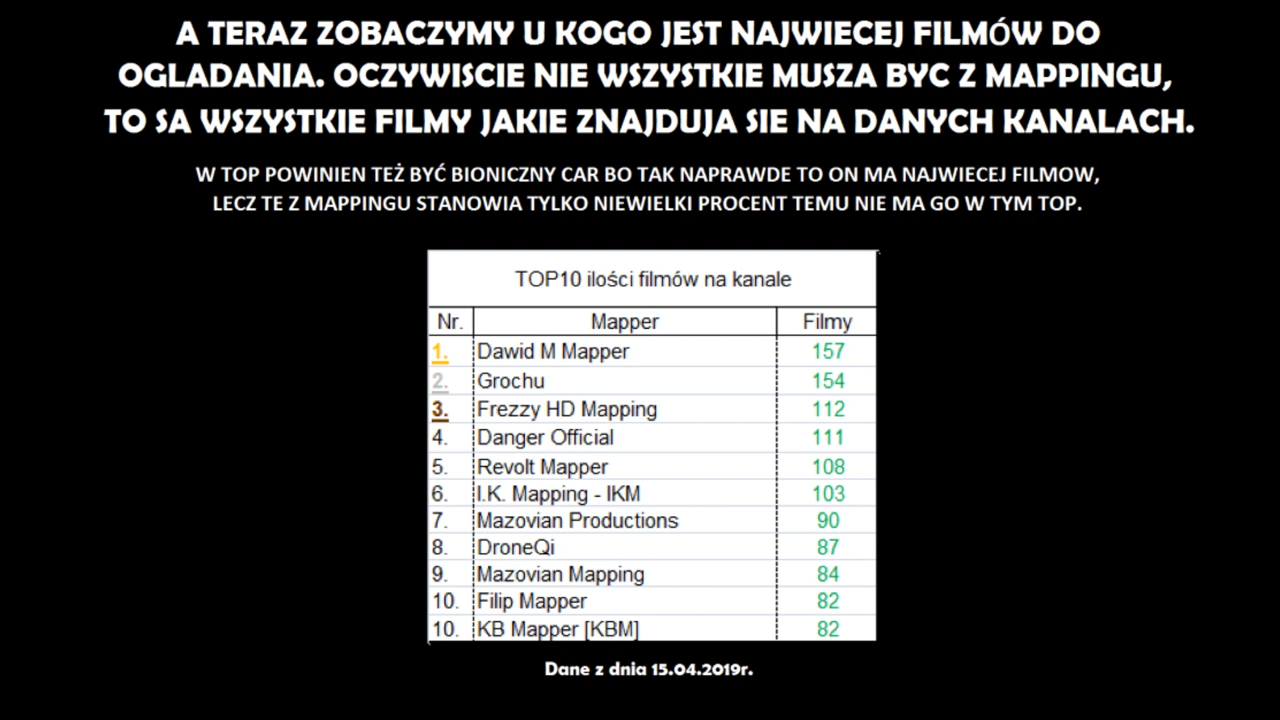 A TERAZ ZOBACZYMY U KOGO JEST NAJWIECEJ FILMÓW DO
OGLADANIA. OCZYWISCIE NIE WSZYSTKIE MUSZA BYC Z MAPPINGU,
TO SA WSZYSTKIE FILMY JAKIE ZNAJDUJA SIE NA DANYCH KANALACH.
W TOP POWINIEN TEŻ BYĆ BIONICZNY CAR BO TAK NAPRAWDE TO ON MA NAJWIECEJ FILMOW,
LECZ TE Z MAPPINGU STANOWIA TYLKO NIEWIELKI PROCENT TEMU NIE MA GO W TYM TOP.
TOP10 ilości filmów na kanale
Nr. Mapper Filmy
1. Dawid M Mapper 157
2. Grochu 154
3. Frezzy HD Mapping 112
4. Danger Official 111
5. Revolt Mapper 108
6. I.K. Mapping - IKM 103
7. Mazovian Productions 90
8. DroneQi 87
9. Mazovian Mapping 84
10. Filip Mapper 82
10. KB Mapper [KBM] 82
Dane z dnia 15.04.2019r.